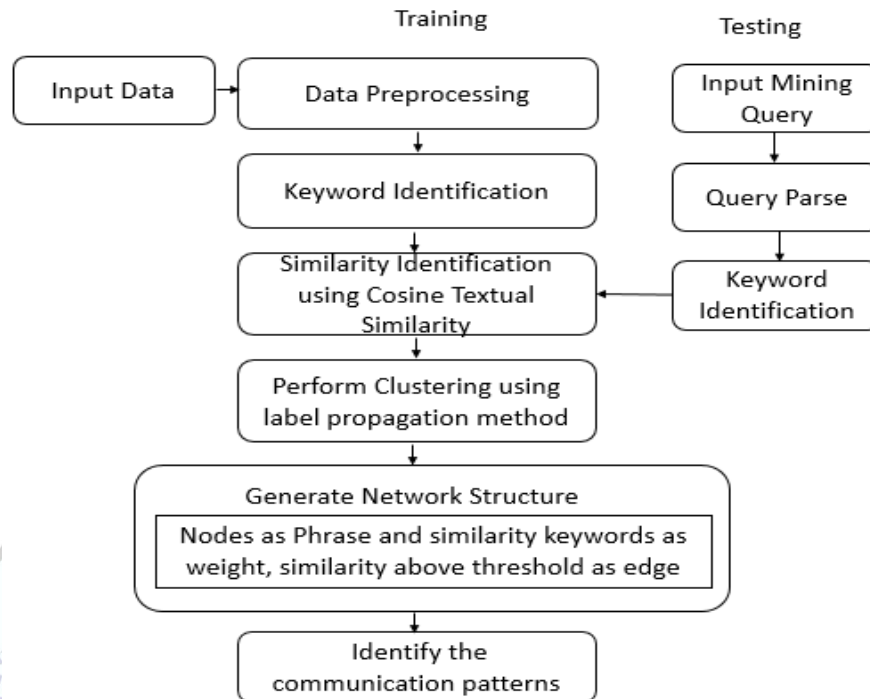 Training
Testing
Input Data
Data Preprocessing
Input Mining
Query
Keyword Identification
Query Parse
Similarity Identification
using Cosine Textual
Similarity
Keyword
Identification
Perform Clustering using
label propagation method
Generate Network Structure
Nodes as Phrase and similarity keywords as
weight, similarity above threshold as edge
Identify the
communication patterns